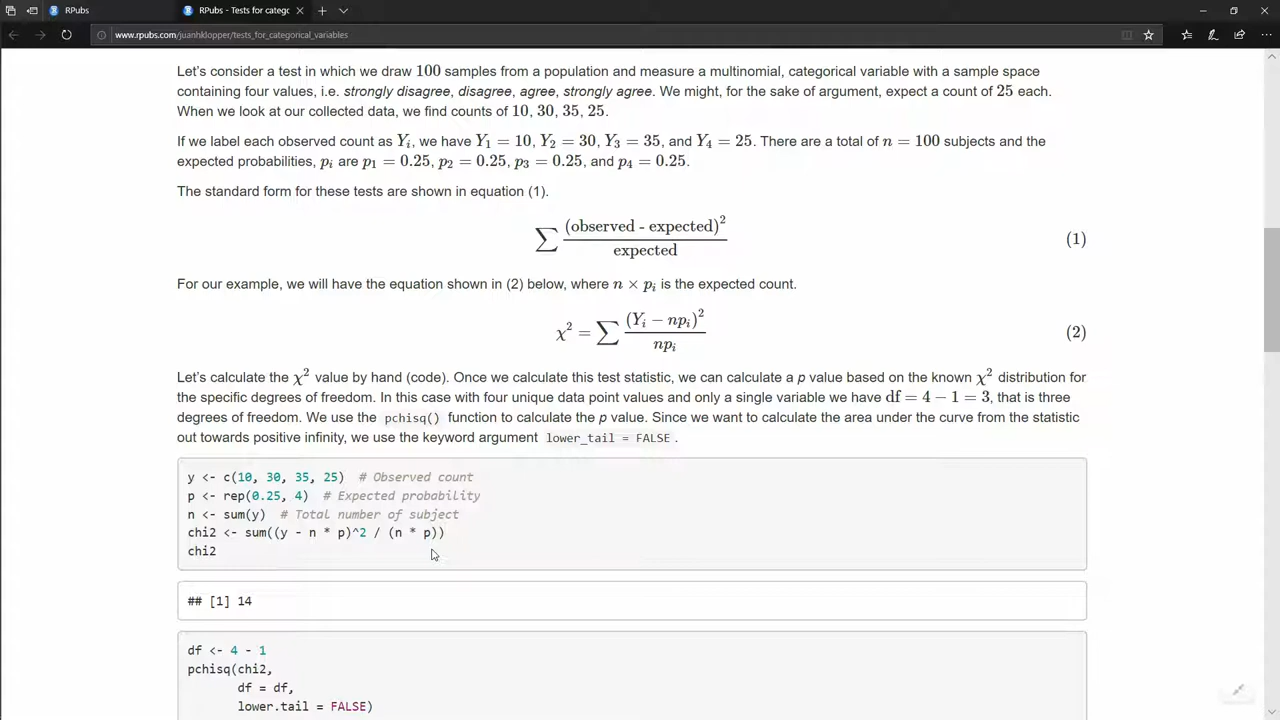 RPubs
RPubs - Tests for catego
www.rpubs.com/juanhklopper/tests_for_categorical_variables
Let's consider a test in which we draw 100 samples from a population and measure a multinomial, categorical variable with a sample space
containing four values, i.e. strongly disagree, disagree, agree, strongly agree. We might, for the sake of argument, expect a count of 25 each.
When we look at our collected data, we find counts of 10, 30, 35, 25.
If we label each observed count as Yᵢ, we have Y₁ = 10, Y₂ = 30, Y₃ = 35, and Y₄ = 25. There are a total of n = 100 subjects and the
expected probabilities, pᵢ are p₁ = 0.25, p₂ = 0.25, p₃ = 0.25, and p₄ = 0.25.
The standard form for these tests are shown in equation (1).
∑ (observed - expected)² / expected (1)
For our example, we will have the equation shown in (2) below, where n × pᵢ is the expected count.
χ² = ∑ (Yᵢ − npᵢ)² / npᵢ (2)
Let's calculate the χ² value by hand (code). Once we calculate this test statistic, we can calculate a p value based on the known χ² distribution for
the specific degrees of freedom. In this case with four unique data point values and only a single variable we have df = 4 − 1 = 3, that is three
degrees of freedom. We use the pchisq() function to calculate the p value. Since we want to calculate the area under the curve from the statistic
out towards positive infinity, we use the keyword argument lower_tail = FALSE .
y <- c(10, 30, 35, 25) # Observed count
p <- rep(0.25, 4) # Expected probability
n <- sum(y) # Total number of subject
chi2 <- sum((y - n * p)^2 / (n * p))
chi2
## [1] 14
df <- 4 - 1
pchisq(chi2,
df = df,
lower.tail = FALSE)